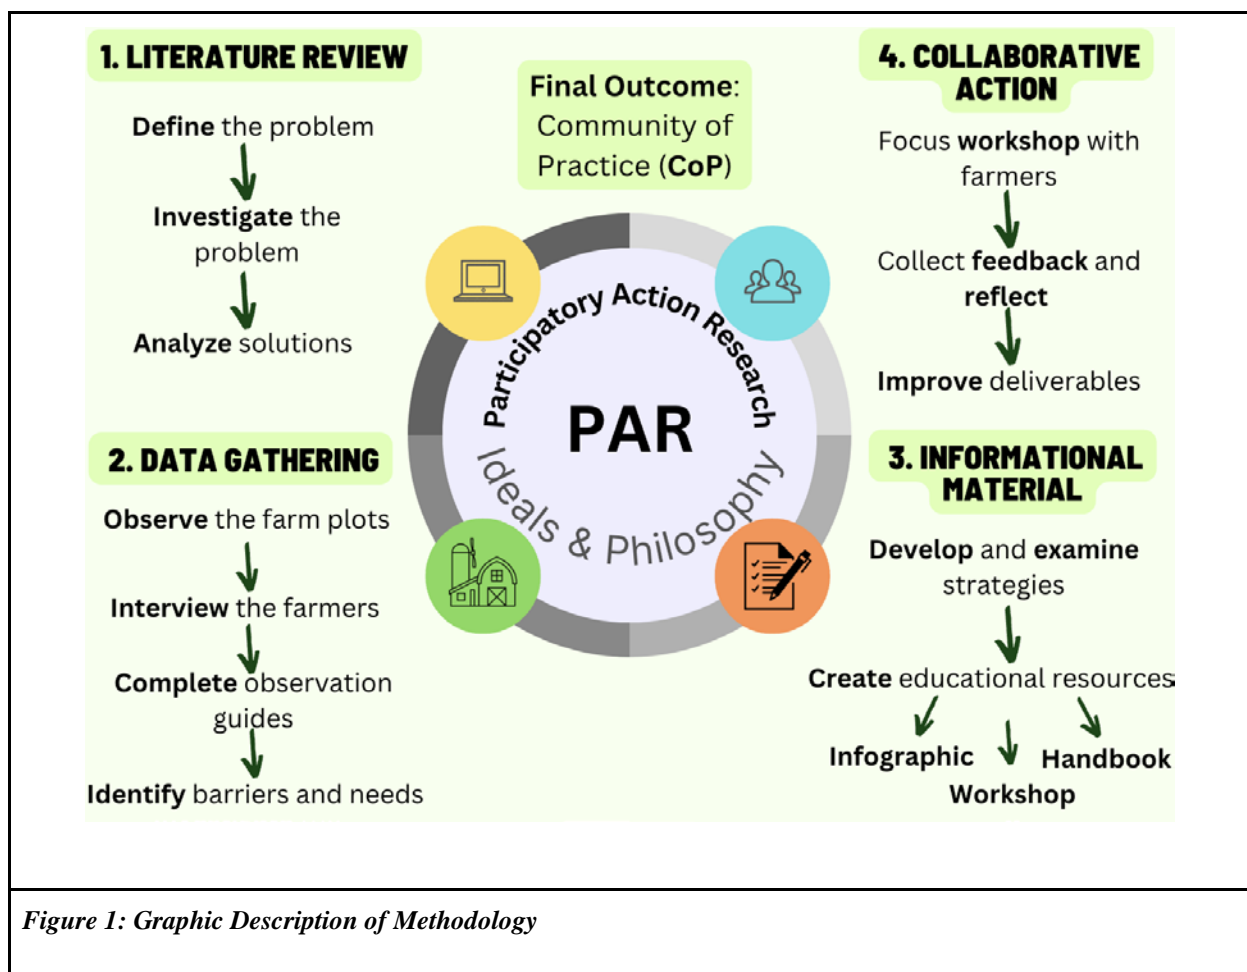 1. LITERATURE REVIEW
Define the problem
Investigate the
problem
Analyze solutions
2. DATA GATHERING
Observe the farm plots
Interview the farmers
Complete observation
guides
Identify barriers and needs
Final Outcome:
Community of
Practice (CoP)
Participatory Action Research
PAR
Ideals & Philosophy
3. INFORMATIONAL
MATERIAL
Develop and examine
strategies
Create educational resources
Infographic
Workshop
Handbook
4. COLLABORATIVE
ACTION
Focus workshop with
farmers
Collect feedback and
reflect
Improve deliverables
Figure 1: Graphic Description of Methodology